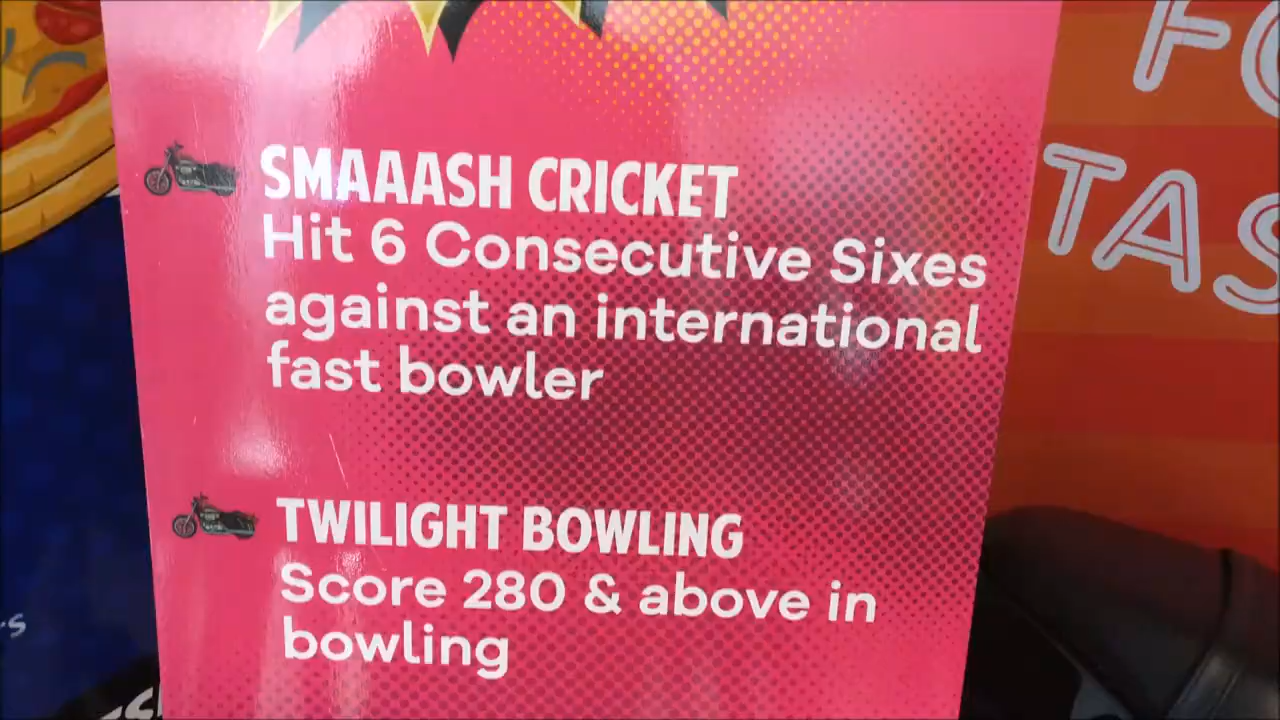 SMAAASH CRICKET
Hit 6 Consecutive Sixes
against an international
fast bowler
TWILIGHT BOWLING
Score 280 & above in
bowling